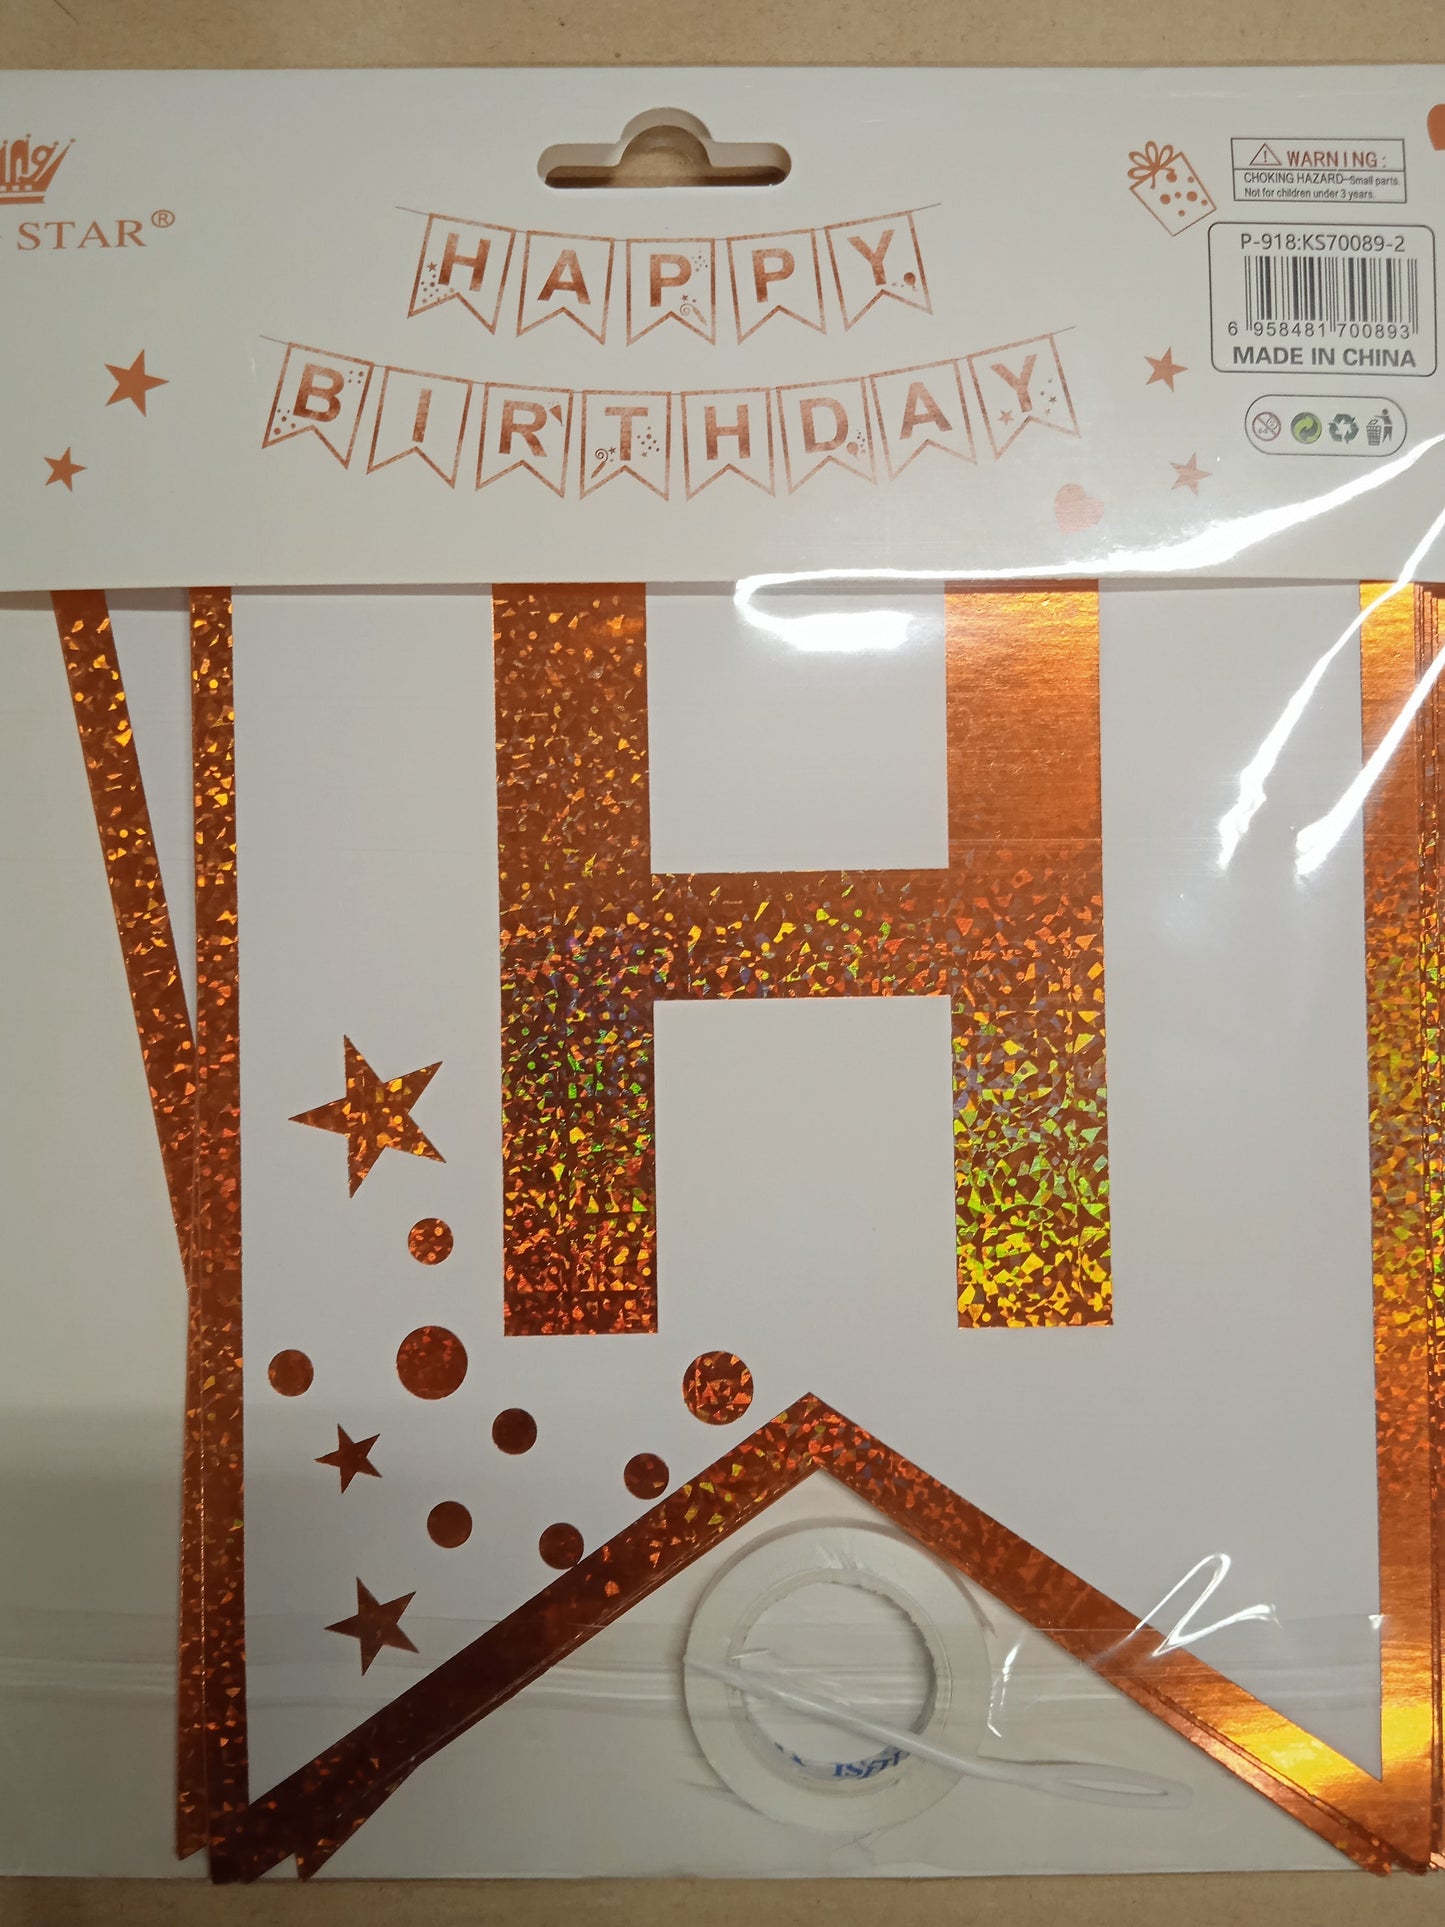 STAR®
WARNING:
CHOKING HAZARD-Small parts.
Not for children under 3 years.
P-918:KS70089-2
6 958481 700893
MADE IN CHINA
HAPPY
BIRTHDAY
H